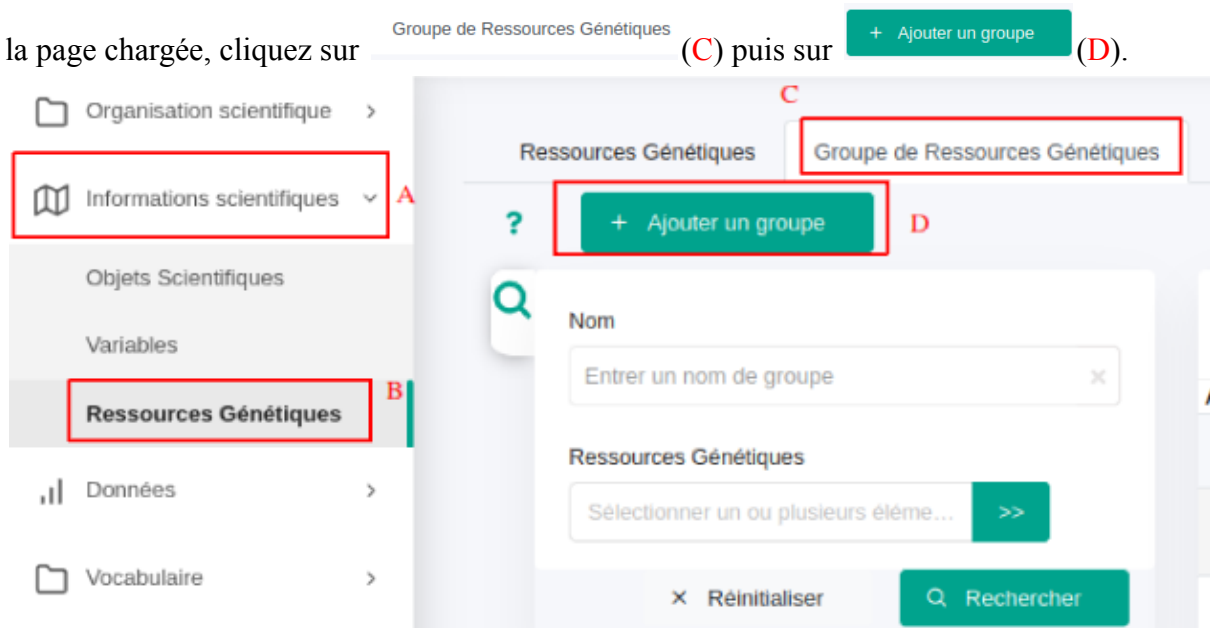 la page chargée, cliquez sur Groupe de Ressources Génétiques (C) puis sur + Ajouter un groupe (D).
C
Organisation scientifique >
Ressources Génétiques Groupe de Ressources Génétiques
Informations scientifiques A
? + Ajouter un groupe D
Objets Scientifiques
Nom
Variables
Entrer un nom de groupe ×
B
Ressources Génétiques
Ressources Génétiques
Données >
Sélectionner un ou plusieurs éléme... >>
Vocabulaire >
× Réinitialiser Rechercher